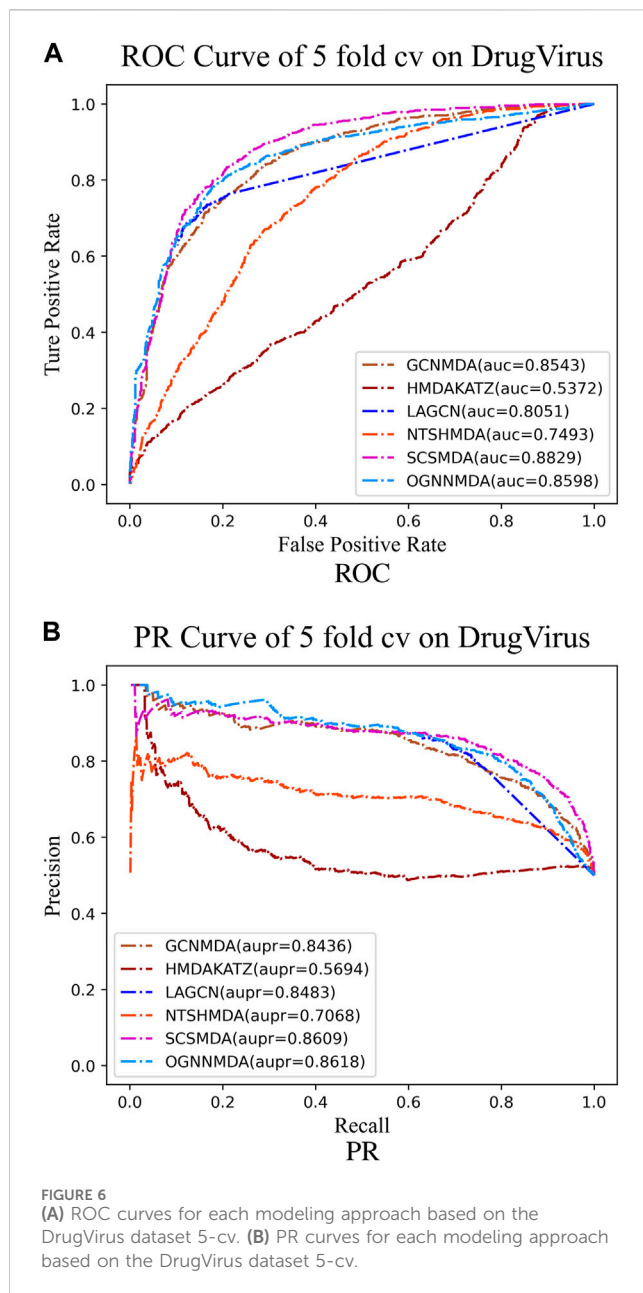 A
ROC Curve of 5 fold cv on DrugVirus
1.0
0.8
0.6
0.4
0.2
0.0
Ture Positive Rate
GCNMDA(auc=0.8543)
HMDAKATZ(auc=0.5372)
LAGCN(auc=0.8051)
NTSHMDA(auc=0.7493)
SCSMDA(auc=0.8829)
OGNNMDA(auc=0.8598)
0.0 0.2 0.4 0.6 0.8 1.0
False Positive Rate
ROC
B
PR Curve of 5 fold cv on DrugVirus
1.0
0.8
0.6
0.4
0.2
0.0
Precision
GCNMDA(aupr=0.8436)
HMDAKATZ(aupr=0.5694)
LAGCN(aupr=0.8483)
NTSHMDA(aupr=0.7068)
SCSMDA(aupr=0.8609)
OGNNMDA(aupr=0.8618)
0.0 0.2 0.4 0.6 0.8 1.0
Recall
PR
FIGURE 6
(A) ROC curves for each modeling approach based on the
DrugVirus dataset 5-cv. (B) PR curves for each modeling approach
based on the DrugVirus dataset 5-cv.